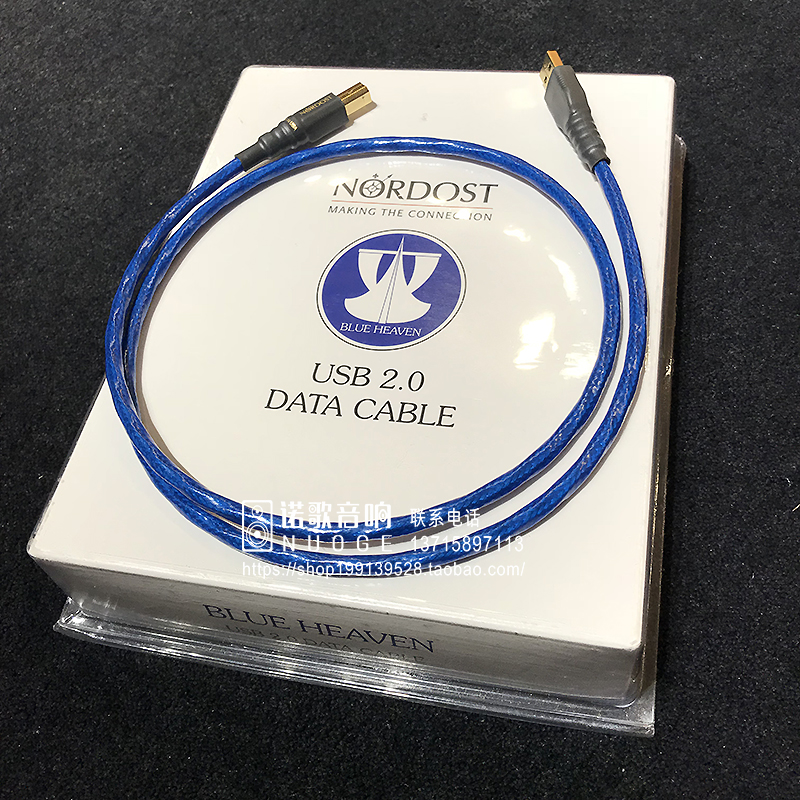 NORDOST
NORDOST
MAKING THE CONNECTION
BLUE HEAVEN
USB 2.0
DATA CABLE
诺歌音响 联系电话
NUOGE 13715897113
https://shop199139528.taobao.com/
BLUE HEAVEN
USB 2.0 DATA CABLE